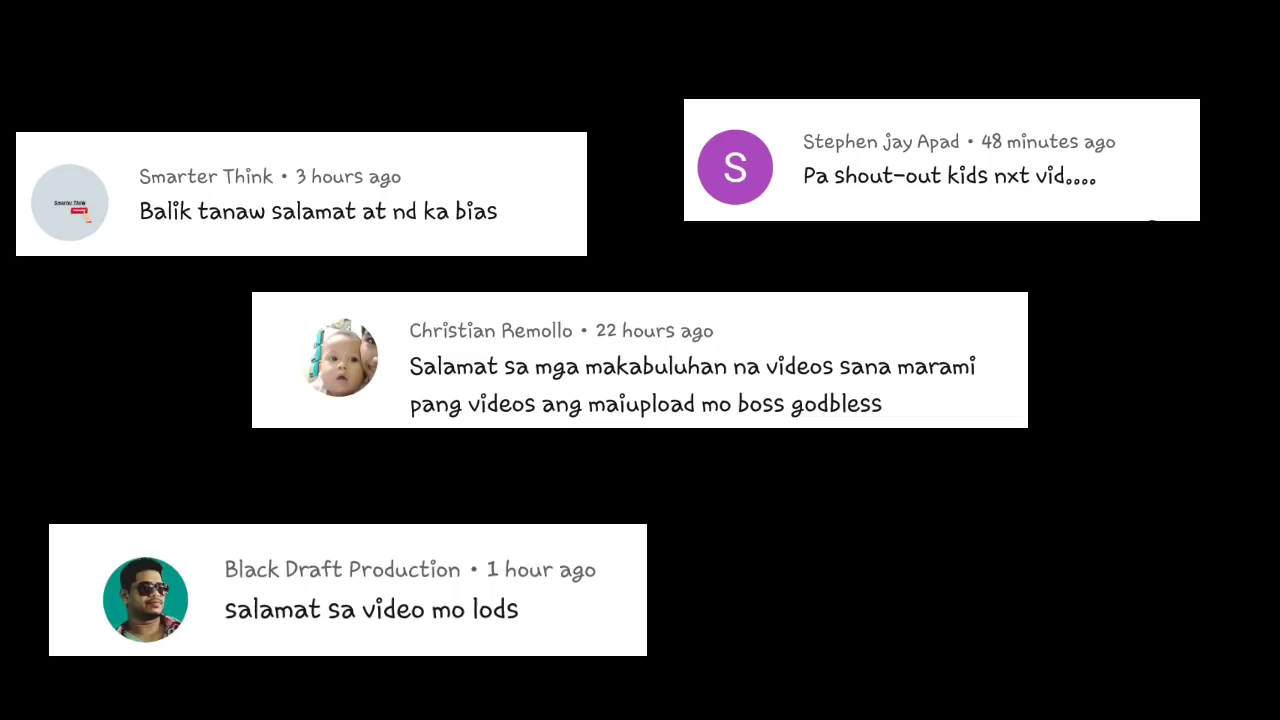 Smarter Think • 3 hours ago
Balik tanaw salamat at nd ka bias
Stephen jay Apad • 48 minutes ago
S
Pa shout-out kids nxt vid....
Christian Remollo • 22 hours ago
Salamat sa mga makabuluhan na videos sana marami
pang videos ang maiupload mo boss godbless
Black Draft Production • 1 hour ago
salamat sa video mo lods